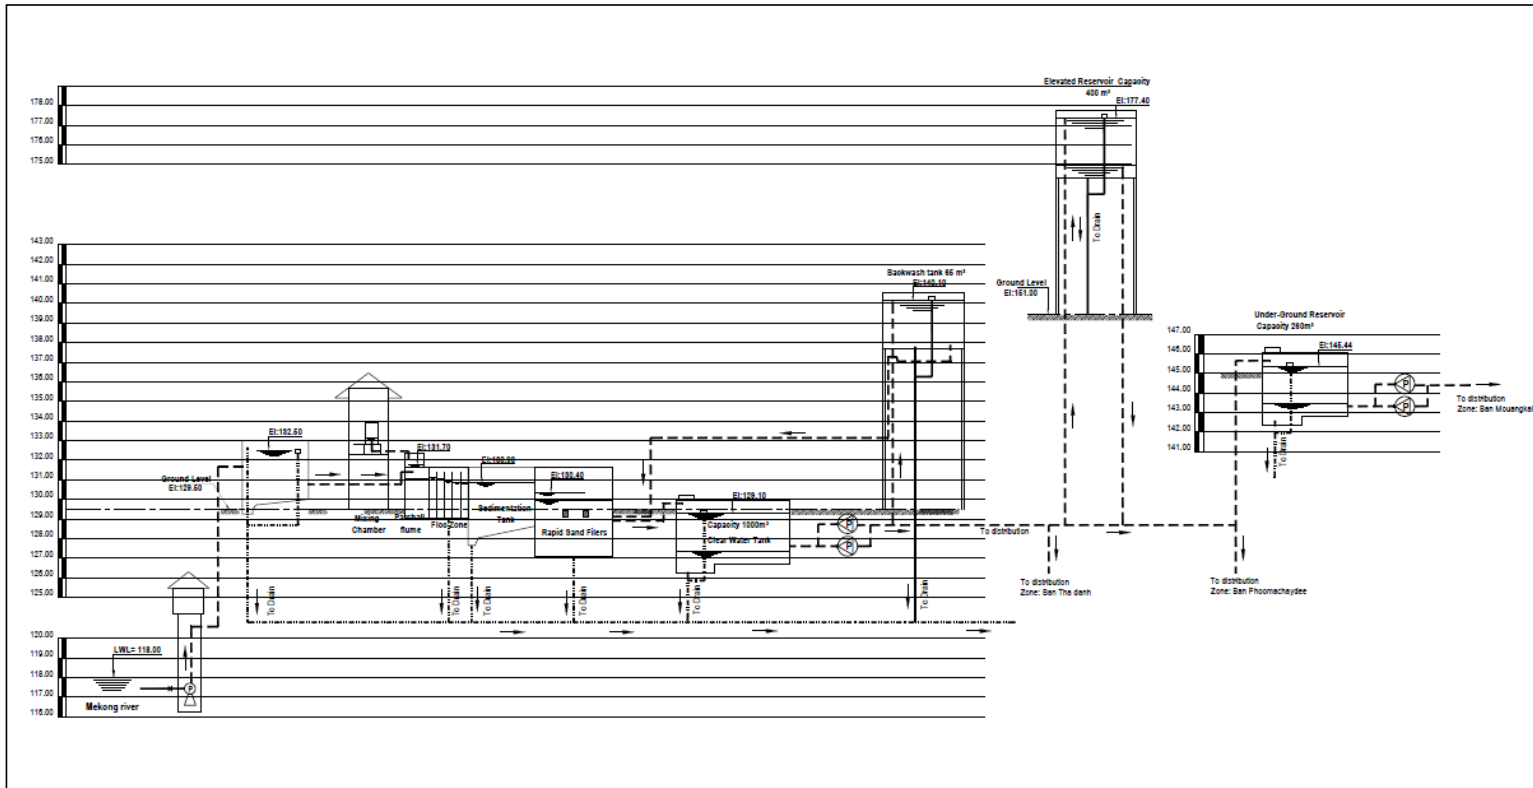 Elevated Reservoir Capacity
400 m³
El:177.40
178.00
177.00
176.00
175.00
To Drain
143.00
142.00
141.00
140.00
139.00
138.00
137.00
136.00
135.00
134.00
133.00
132.00
131.00
130.00
129.00
128.00
127.00
126.00
125.00
Backwash tank 65 m³
El:140.10
Ground Level
El:151.00
Under-Ground Reservoir
Capacity 260m³
El:145.44
147.00
146.00
145.00
144.00
143.00
142.00
141.00
P
P
To distribution
Zone: Ban Mouangkai
To Drain
El:132.50
El:131.70
Ground Level
El:129.50
El:130.40
El:129.10
Mixing
Chamber
Parshall
flume
Floc Zone
Sedimentation
Tank
Rapid Sand Filers
Capacity 1000m³
Clear Water Tank
P
P
To distribution
To distribution
Zone: Ban Tha danh
To distribution
Zone: Ban Phoomachaydee
To Drain
To Drain
To Drain
To Drain
To Drain
To Drain
120.00
119.00
118.00
117.00
116.00
LWL= 118.00
P
Mekong river